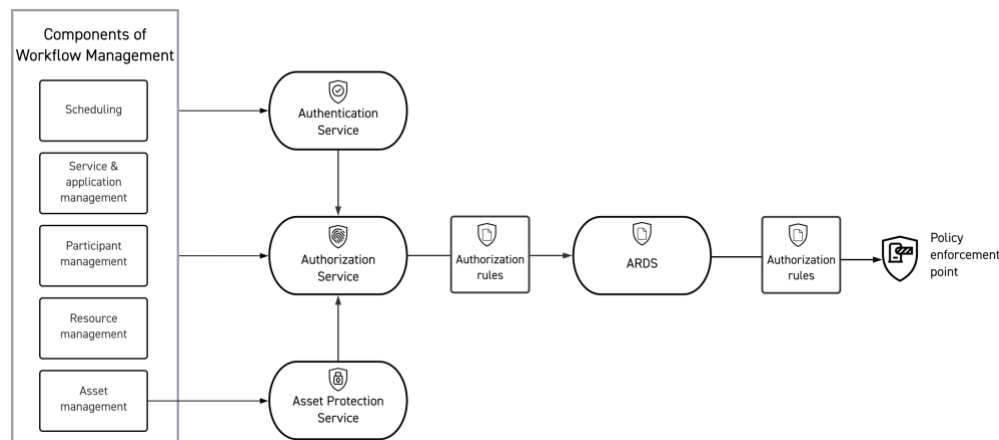 Components of
Workflow Management
Scheduling
Service &
application
management
Participant
management
Resource
management
Asset
management
Authentication
Service
Authorization
Service
Asset Protection
Service
Authorization
rules
ARDS
Authorization
rules
Policy
enforcement
point